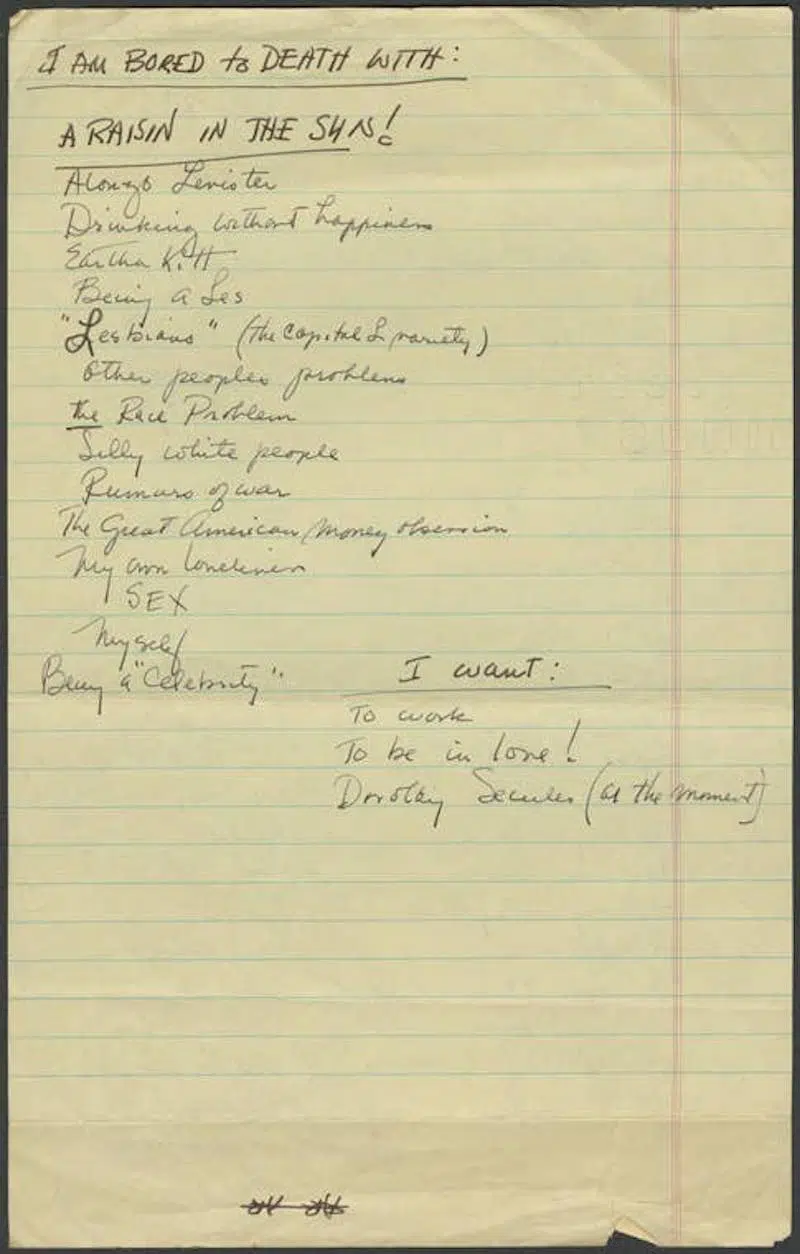 I AM BORED to DEATH WITH:
A RAISIN IN THE SUN!
Alonzo Levister
Drinking without happiness
Eartha Kitt
Being a Les
"Lesbians" (the capital L variety)
Other peoples problems
the Race Problem
Silly white people
Rumors of war
The Great American Money obsession
My own loneliness
SEX
Myself
Being a "Celebrity"
I want:
To work
To be in love!
Dorothy Secules (at the moment)